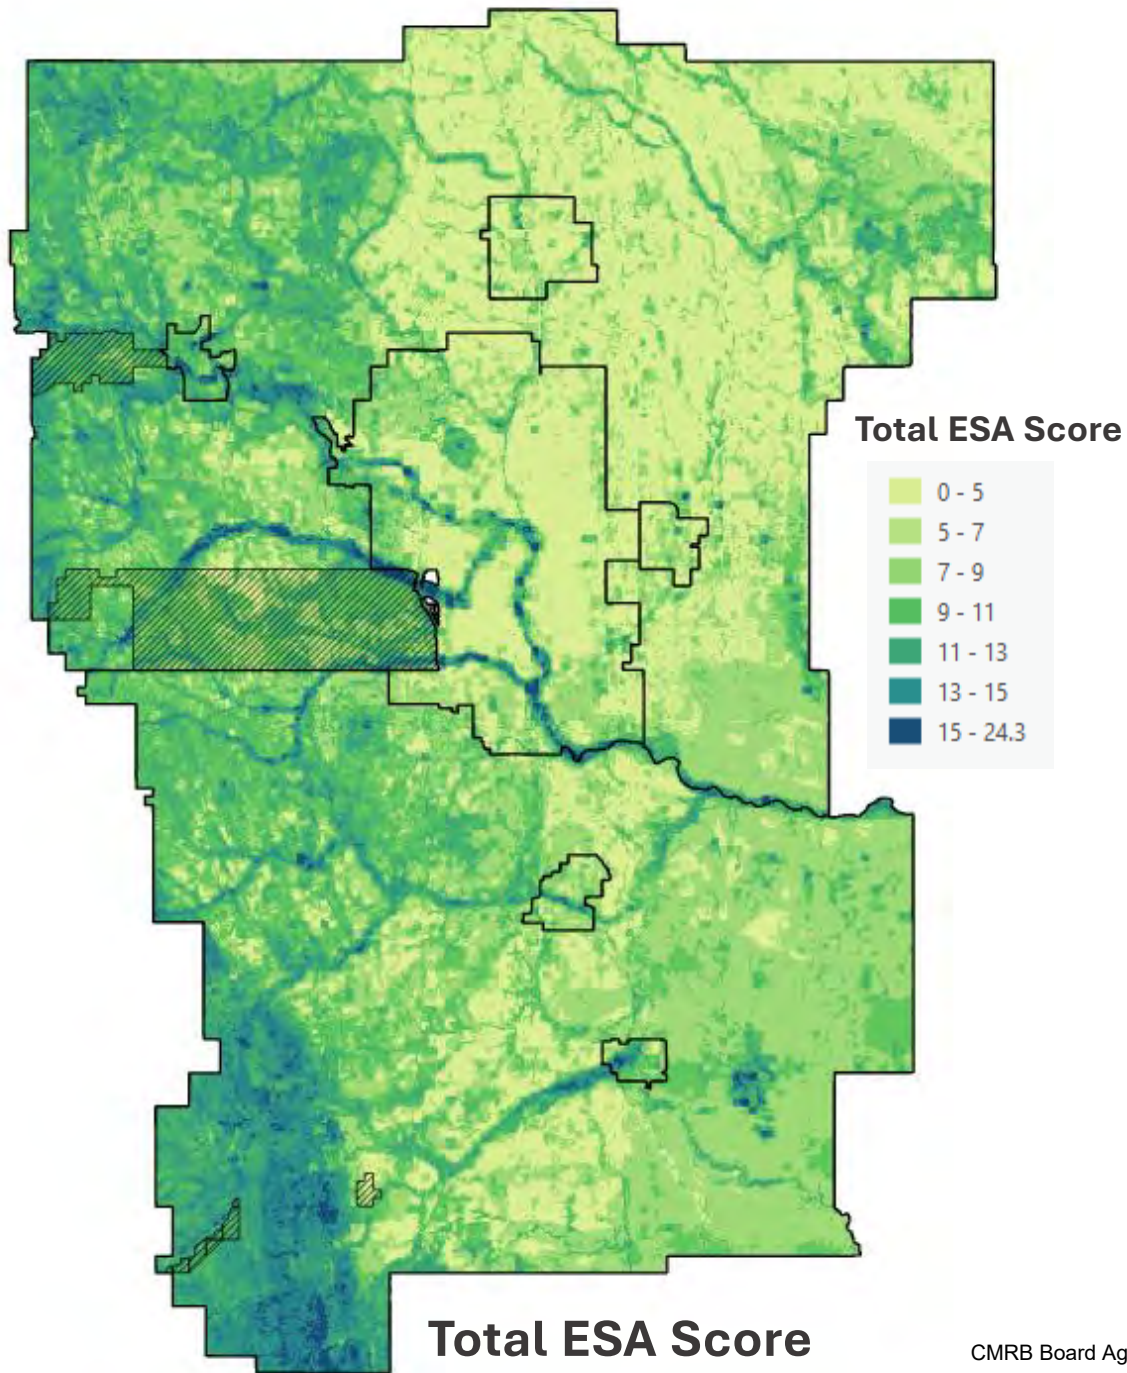 Total ESA Score
0 - 5
5 - 7
7 - 9
9 - 11
11 - 13
13 - 15
15 - 24.3
Total ESA Score
CMRB Board Ag